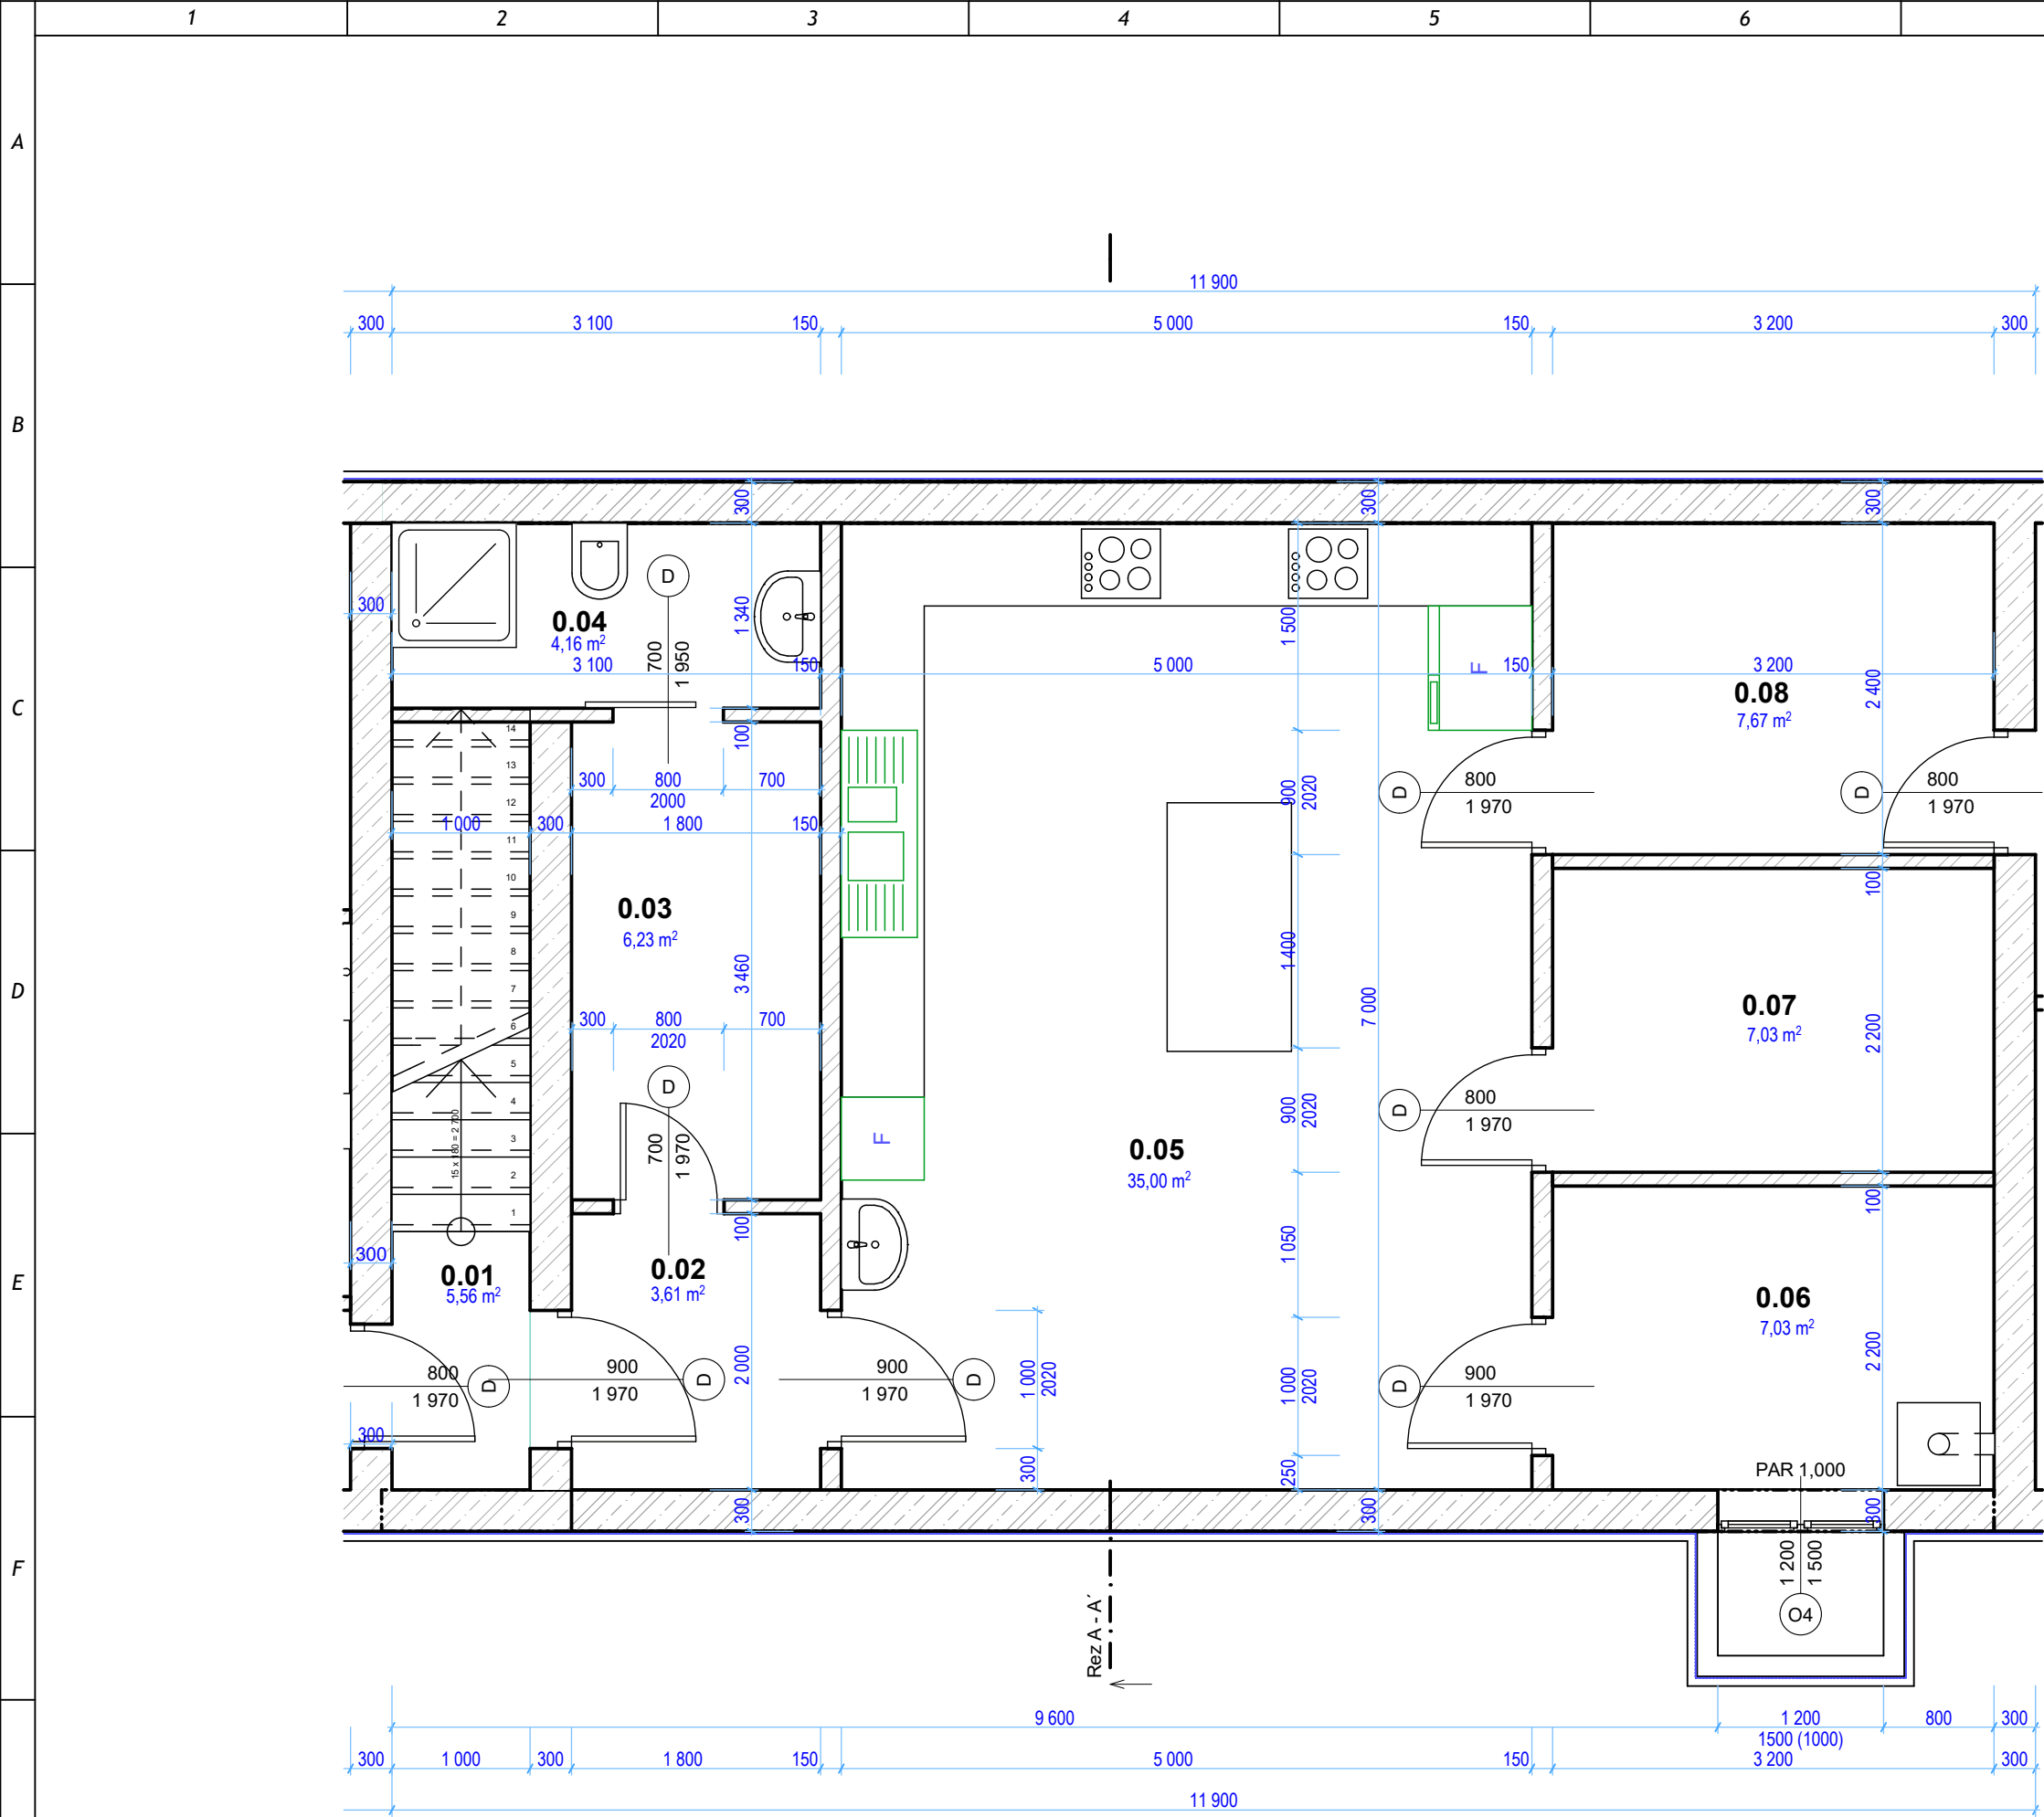 1 2 3 4 5 6
A
11 900
B
300 3 100 150 5 000 150 3 200 300
300 300 300
C
300
0.04
4,16 m²
D
1 340
700
1 950
1 500
3 100 150 5 000 150 3 200
F
0.08
7,67 m²
2 400
14
13
12
11
10
9
8
7
6
5
4
3
2
1
15 x 180 = 2 700
100
300 800 700
2000
1 000 300 1 800 150
900
2020
D
800
1 970
D
800
1 970
D
0.03
6,23 m²
3 460
1 400
7 000
100
0.07
7,03 m²
2 200
300 800 700
2020
D
700
1 970
F
900
2020
D
800
1 970
E
0.05
35,00 m²
100
100
1 050
300
0.01
5,56 m²
0.02
3,61 m²
0.06
7,03 m²
2 200
800
1 970
D
900
1 970
D
2 000
900
1 970
D
1 000
2020
1 000
2020
D
900
1 970
300
300
250
PAR 1,000
300 300 300
F
1 200
1 500
O4
Rez A - A´
9 600 1 200 800 300
1500 (1000)
300 1 000 300 1 800 150 5 000 150 3 200 300
11 900